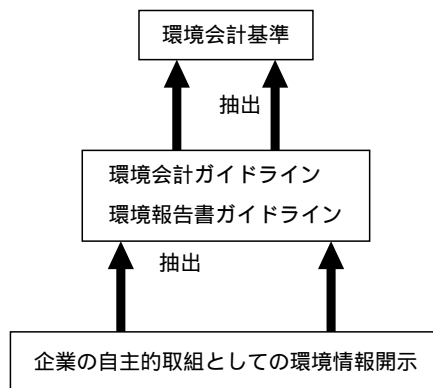 環境会計基準
抽出
環境会計ガイドライン
環境報告書ガイドライン
抽出
企業の自主的取組としての環境情報開示